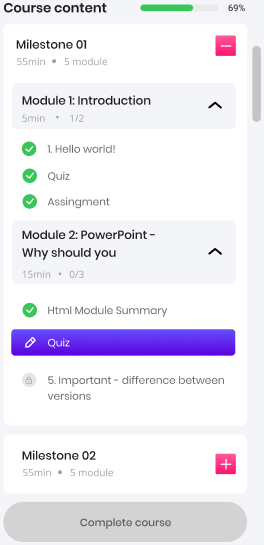 Course content
69%
Milestone 01
55min • 5 module
Module 1: Introduction
5min • 1/2
1. Hello world!
Quiz
Assingment
Module 2: PowerPoint -
Why should you
15min • 0/3
Html Module Summary
Quiz
5. Important - difference between
versions
Milestone 02
55min • 5 module
Complete course